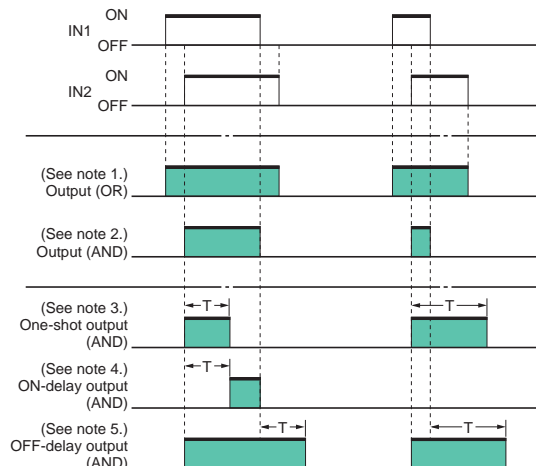 ON
IN1
OFF
ON
IN2
OFF
(See note 1.)
Output (OR)
(See note 2.)
Output (AND)
(See note 3.)
T
T
One-shot output
(AND)
(See note 4.)
T
ON-delay output
(AND)
(See note 5.)
T
T
OFF-delay output
(AND)